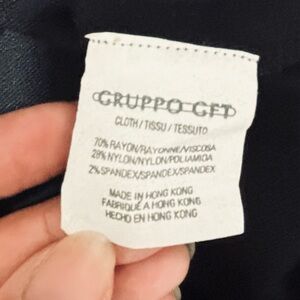 GRUPPO GFT
CLOTH/TISSU/TESSUTO
70% RAYON/RAYONNE/VISCOSA
28% NYLON/NYLON/POLIAMIDA
2% SPANDEX/SPANDEX/SPANDEX
MADE IN HONG KONG
FABRIQUÉ A HONG KONG
HECHO EN HONG KONG